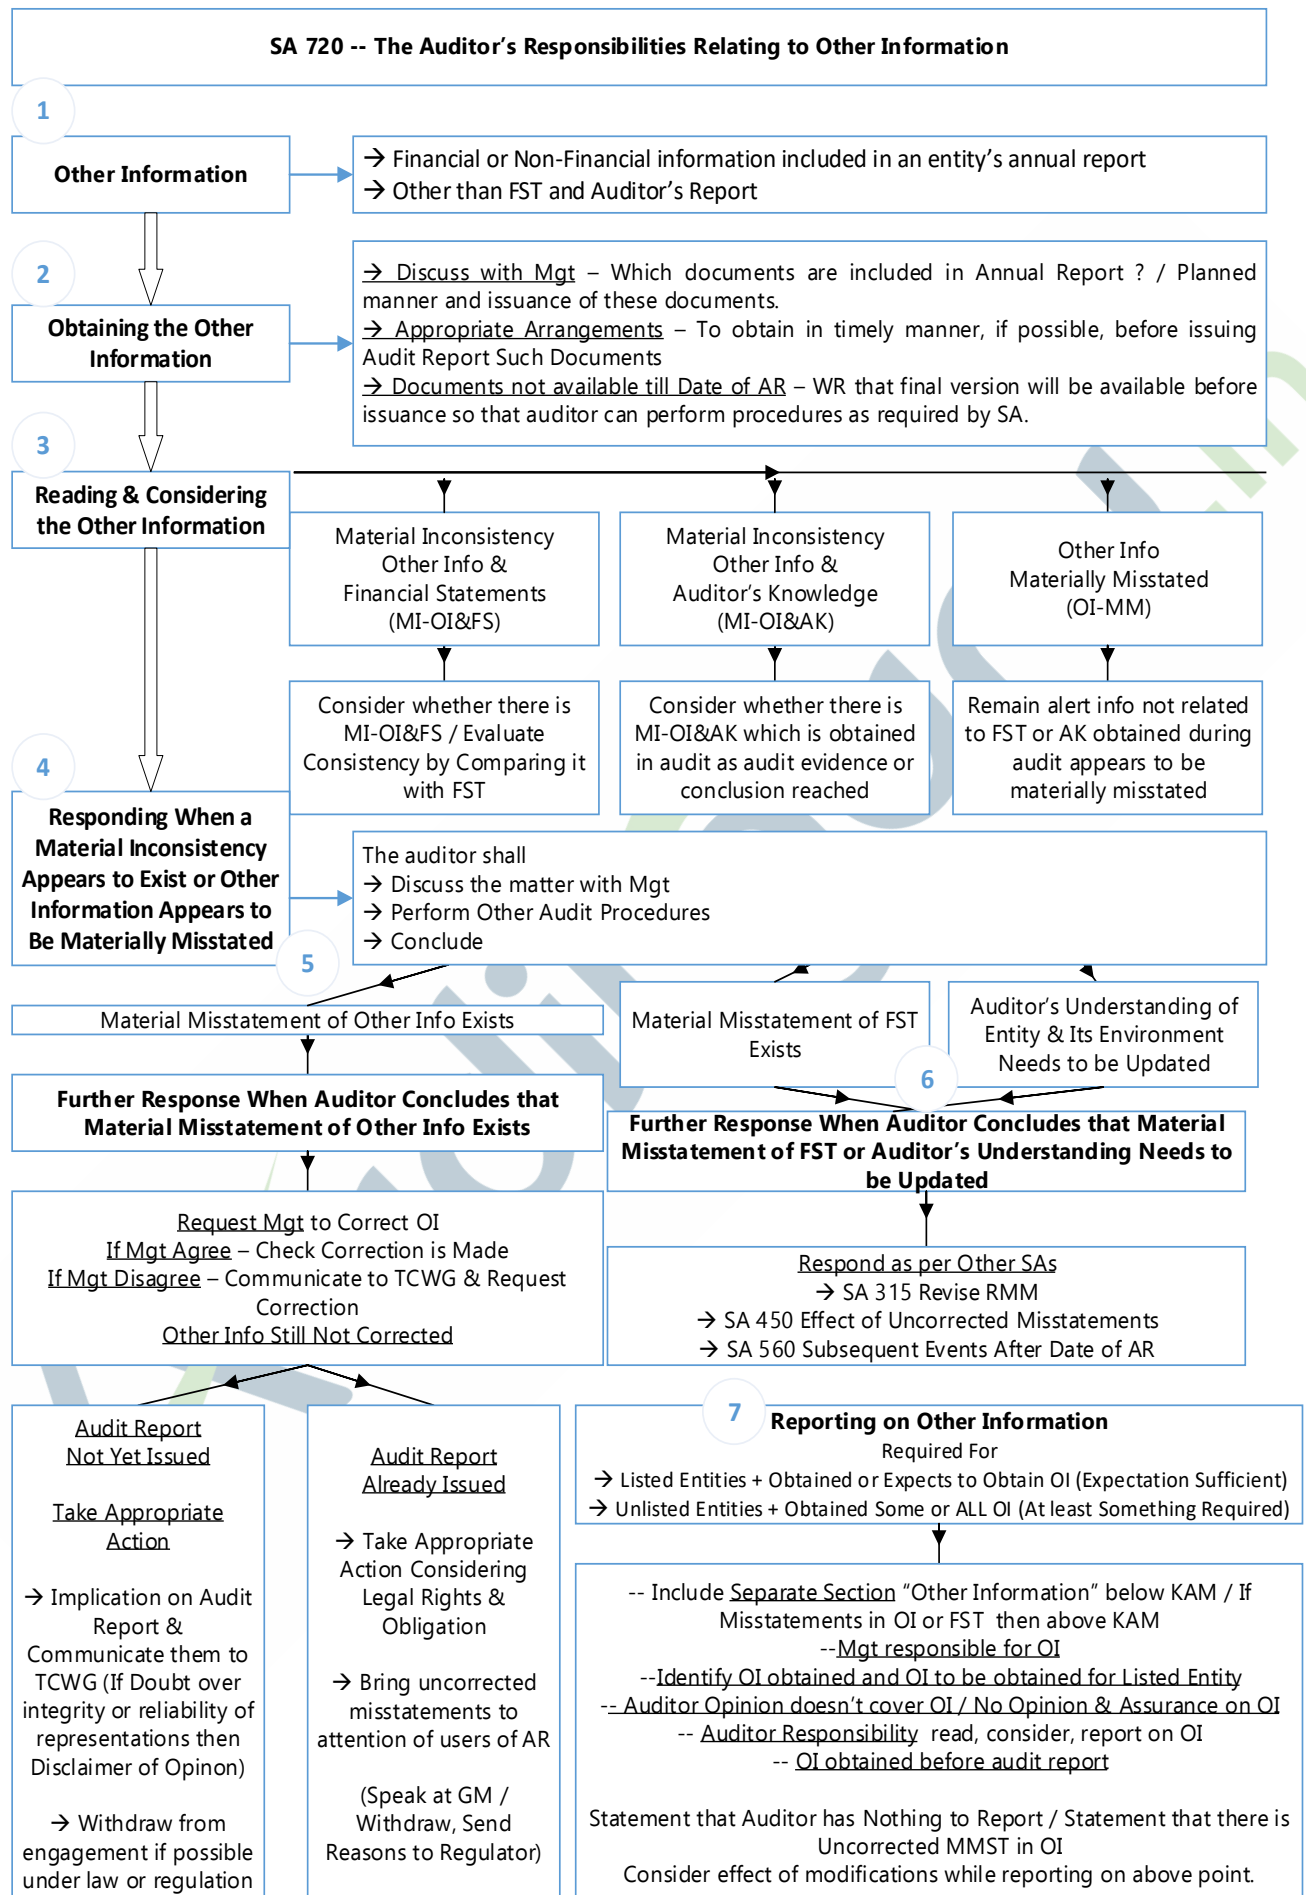 SA 720 -- The Auditor’s Responsibilities Relating to Other Information
1
Other Information
→ Financial or Non-Financial information included in an entity’s annual report
→ Other than FST and Auditor’s Report
2
Obtaining the Other
Information
→ Discuss with Mgt – Which documents are included in Annual Report ? / Planned
manner and issuance of these documents.
→ Appropriate Arrangements – To obtain in timely manner, if possible, before issuing
Audit Report Such Documents
→ Documents not available till Date of AR – WR that final version will be available before
issuance so that auditor can perform procedures as required by SA.
3
Reading & Considering
the Other Information
Material Inconsistency
Other Info &
Financial Statements
(MI-OI&FS)
Material Inconsistency
Other Info &
Auditor’s Knowledge
(MI-OI&AK)
Other Info
Materially Misstated
(OI-MM)
Consider whether there is
MI-OI&FS / Evaluate
Consistency by Comparing it
with FST
Consider whether there is
MI-OI&AK which is obtained
in audit as audit evidence or
conclusion reached
Remain alert info not related
to FST or AK obtained during
audit appears to be
materially misstated
4
Responding When a
Material Inconsistency
Appears to Exist or Other
Information Appears to
Be Materially Misstated
The auditor shall
→ Discuss the matter with Mgt
→ Perform Other Audit Procedures
→ Conclude
5
Material Misstatement of Other Info Exists
Material Misstatement of FST
Exists
Auditor’s Understanding of
Entity & Its Environment
Needs to be Updated
Further Response When Auditor Concludes that
Material Misstatement of Other Info Exists
6
Further Response When Auditor Concludes that Material
Misstatement of FST or Auditor’s Understanding Needs to
be Updated
Request Mgt to Correct OI
If Mgt Agree – Check Correction is Made
If Mgt Disagree – Communicate to TCWG & Request
Correction
Other Info Still Not Corrected
Respond as per Other SAs
→ SA 315 Revise RMM
→ SA 450 Effect of Uncorrected Misstatements
→ SA 560 Subsequent Events After Date of AR
Audit Report
Not Yet Issued
Take Appropriate
Action
→ Implication on Audit
Report &
Communicate them to
TCWG (If Doubt over
integrity or reliability of
representations then
Disclaimer of Opinon)
→ Withdraw from
engagement if possible
under law or regulation
Audit Report
Already Issued
→ Take Appropriate
Action Considering
Legal Rights &
Obligation
→ Bring uncorrected
misstatements to
attention of users of AR
(Speak at GM /
Withdraw, Send
Reasons to Regulator)
7
Reporting on Other Information
Required For
→ Listed Entities + Obtained or Expects to Obtain OI (Expectation Sufficient)
→ Unlisted Entities + Obtained Some or ALL OI (At least Something Required)
-- Include Separate Section “Other Information” below KAM / If
Misstatements in OI or FST then above KAM
--Mgt responsible for OI
--Identify OI obtained and OI to be obtained for Listed Entity
-- Auditor Opinion doesn’t cover OI / No Opinion & Assurance on OI
-- Auditor Responsibility read, consider, report on OI
-- OI obtained before audit report
Statement that Auditor has Nothing to Report / Statement that there is
Uncorrected MMST in OI
Consider effect of modifications while reporting on above point.